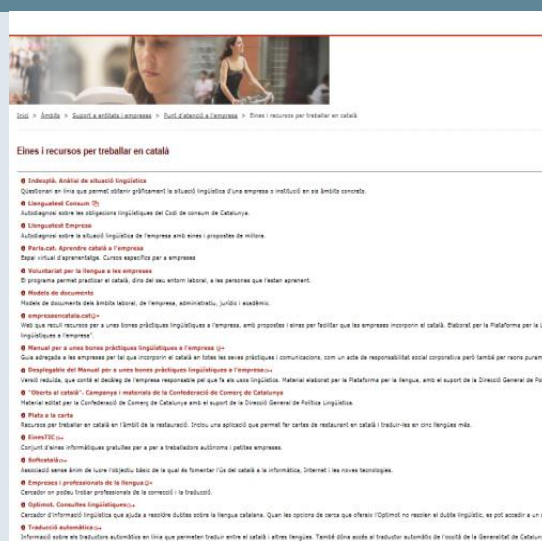 Inici > Àmbits > Suport a entitats i empreses > Punt d'atenció a l'empresa > Eines i recursos per treballar en català
Eines i recursos per treballar en català
Indexplà. Anàlisi de situació lingüística
Qüestionari en línia que permet obtenir gràficament la situació lingüística d'una empresa o institució en sis àmbits concrets.
Llenguatest Consum
Autodiagnosi sobre les obligacions lingüístiques del Codi de consum de Catalunya.
Llenguatest Empresa
Autodiagnosi sobre la situació lingüística de l'empresa amb eines i propostes de millora.
Parla.cat. Aprendre català a l'empresa
Espai virtual d'aprenentatge. Cursos específics per a empreses
Voluntariat per la llengua a les empreses
El programa permet practicar el català, dins del seu entorn laboral, a les persones que l'estan aprenent.
Models de documents
Models de documents dels àmbits laboral, de l'empresa, administratiu, jurídic i acadèmic.
empresaencatala.cat
Web que recull recursos per a unes bones pràctiques lingüístiques a l'empresa, amb propostes i eines per facilitar que les empreses incorporin el català. Elaborat per la Plataforma per la L
lingüístiques a l'empresa".
Manual per a unes bones pràctiques lingüístiques a l'empresa
Guia adreçada a les empreses per tal que incorporin el català en totes les seves pràctiques i comunicacions, com un acte de responsabilitat social corporativa però també per raons puram
Desplegable del Manual per a unes bones pràctiques lingüístiques a l'empresa
Versió reduïda, que conté el decàleg de l'empresa responsable pel que fa als usos lingüístics. Material elaborat per la Plataforma per la llengua, amb el suport de la Direcció General de Pol
"Oberts al català". Campanya i materials de la Confederació de Comerç de Catalunya
Material editat per la Confederació de Comerç de Catalunya amb el suport de la Direcció General de Política Lingüística.
Plats a la carta
Recursos per treballar en català en l'àmbit de la restauració. Inclou una aplicació que permet fer cartes de restaurant en català i traduir-les en cinc llengües més.
EinesTIC
Conjunt d'eines informàtiques gratuïtes per a per a treballadors autònoms i petites empreses.
Softcatalà
Associació sense ànim de lucre l'objectiu bàsic de la qual és fomentar l'ús del català a la informàtica, Internet i les noves tecnologies.
Empreses i professionals de la llengua
Cercador on podeu trobar professionals de la correcció i la traducció.
Optimot. Consultes lingüístiques
Cercador d'informació lingüística que ajuda a resoldre dubtes sobre la llengua catalana. Quan les opcions de cerca que ofereix l'Optimot no resolen el dubte lingüístic, es pot accedir a un s
Traducció automàtica
Informació sobre els traductors automàtics en línia que permeten traduir entre el català i altres llengües. També dóna accés al traductor automàtic de l'occità de la Generalitat de Catalun